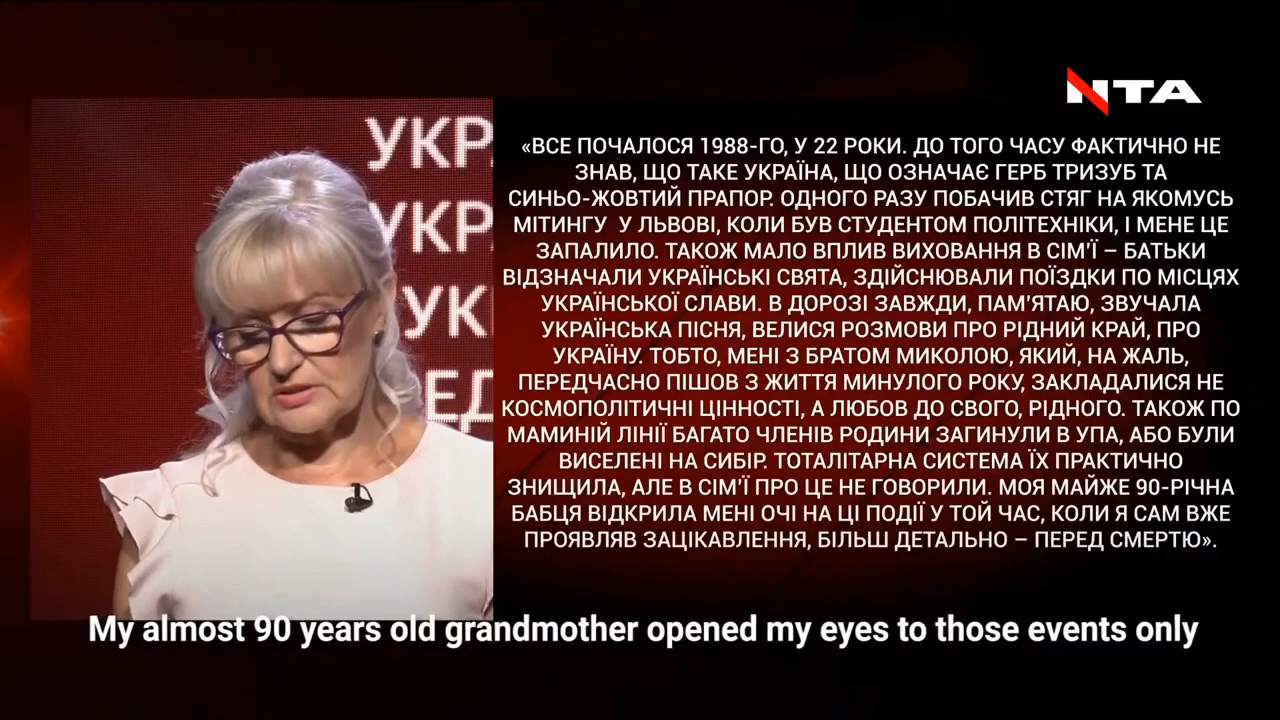 NTA
УКР
УКР
УК
ЕД
«ВСЕ ПОЧАЛОСЯ 1988-ГО, У 22 РОКИ. ДО ТОГО ЧАСУ ФАКТИЧНО НЕ
ЗНАВ, ЩО ТАКЕ УКРАЇНА, ЩО ОЗНАЧАЄ ГЕРБ ТРИЗУБ ТА
СИНЬО-ЖОВТИЙ ПРАПОР. ОДНОГО РАЗУ ПОБАЧИВ СТЯГ НА ЯКОМУСЬ
МІТИНГУ У ЛЬВОВІ, КОЛИ БУВ СТУДЕНТОМ ПОЛІТЕХНІКИ, І МЕНЕ ЦЕ
ЗАПАЛИЛО. ТАКОЖ МАЛО ВПЛИВ ВИХОВАННЯ В СІМ'Ї – БАТЬКИ
ВІДЗНАЧАЛИ УКРАЇНСЬКІ СВЯТА, ЗДІЙСНЮВАЛИ ПОЇЗДКИ ПО МІСЦЯХ
УКРАЇНСЬКОЇ СЛАВИ. В ДОРОЗІ ЗАВЖДИ, ПАМ'ЯТАЮ, ЗВУЧАЛА
УКРАЇНСЬКА ПІСНЯ, ВЕЛИСЯ РОЗМОВИ ПРО РІДНИЙ КРАЙ, ПРО
УКРАЇНУ. ТОБТО, МЕНІ З БРАТОМ МИКОЛОЮ, ЯКИЙ, НА ЖАЛЬ,
ПЕРЕДЧАСНО ПІШОВ З ЖИТТЯ МИНУЛОГО РОКУ, ЗАКЛАДАЛИСЯ НЕ
КОСМОПОЛІТИЧНІ ЦІННОСТІ, А ЛЮБОВ ДО СВОГО, РІДНОГО. ТАКОЖ ПО
МАМИНІЙ ЛІНІЇ БАГАТО ЧЛЕНІВ РОДИНИ ЗАГИНУЛИ В УПА, АБО БУЛИ
ВИСЕЛЕНІ НА СИБІР. ТОТАЛІТАРНА СИСТЕМА ЇХ ПРАКТИЧНО
ЗНИЩИЛА, АЛЕ В СІМ'Ї ПРО ЦЕ НЕ ГОВОРИЛИ. МОЯ МАЙЖЕ 90-РІЧНА
БАБЦЯ ВІДКРИЛА МЕНІ ОЧІ НА ЦІ ПОДІЇ У ТОЙ ЧАС, КОЛИ Я САМ ВЖЕ
ПРОЯВЛЯВ ЗАЦІКАВЛЕННЯ, БІЛЬШ ДЕТАЛЬНО – ПЕРЕД СМЕРТЮ».
My almost 90 years old grandmother opened my eyes to those events only